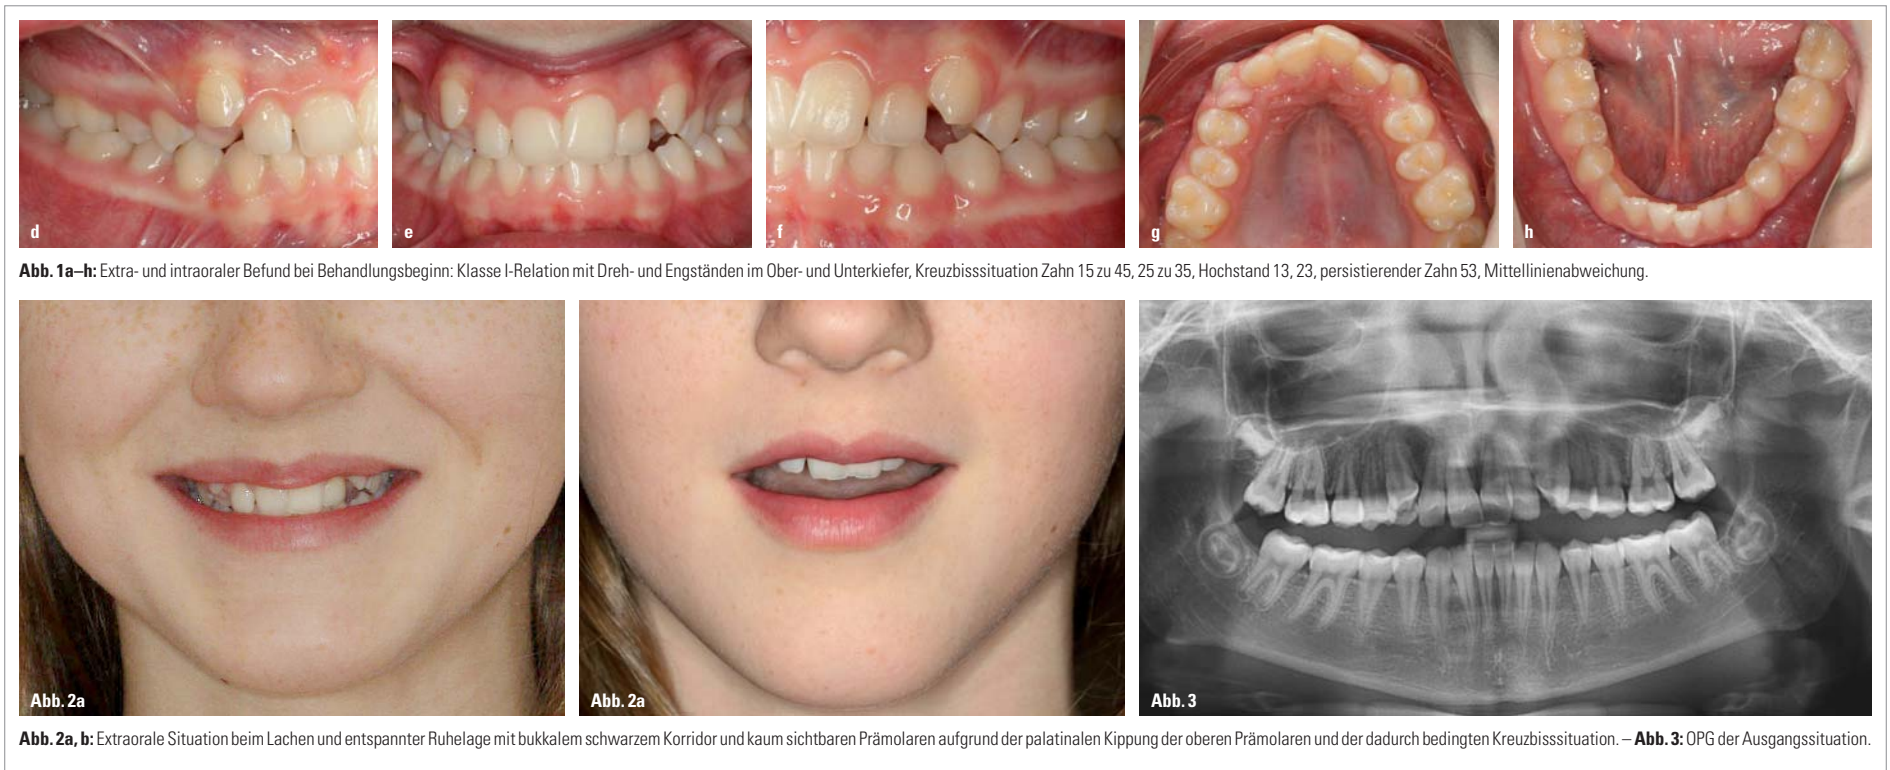 d
e
f
g
h
Abb. 1a–h: Extra- und intraoraler Befund bei Behandlungsbeginn: Klasse I-Relation mit Dreh- und Engständen im Ober- und Unterkiefer, Kreuzbisssituation Zahn 15 zu 45, 25 zu 35, Hochstand 13, 23, persistierender Zahn 53, Mittellinienabweichung.
Abb. 2a
Abb. 2a
Abb. 3
Abb. 2a, b: Extraorale Situation beim Lachen und entspannter Ruhelage mit bukkalem schwarzem Korridor und kaum sichtbaren Prämolaren aufgrund der palatinalen Kippung der oberen Prämolaren und der dadurch bedingten Kreuzbisssituation. – Abb. 3: OPG der Ausgangssituation.